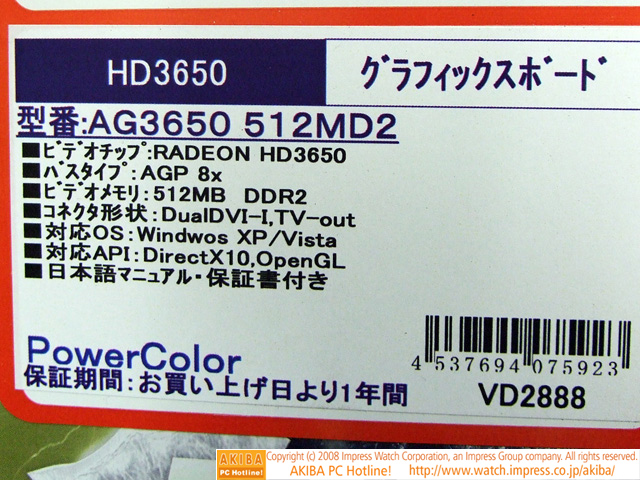 HD3650
グラフィックスボード
型番:AG3650 512MD2
■ビデオチップ:RADEON HD3650
■バスタイプ:AGP 8x
■ビデオメモリ:512MB DDR2
■コネクタ形状:DualDVI-I,TV-out
■対応OS:Windwos XP/Vista
■対応API:DirectX10,OpenGL
■日本語マニュアル・保証書付き
PowerColor
保証期間:お買い上げ日より1年間
4 537694 075923
VD2888
AKIBA PC Hotline!
Copyright (c) 2008 Impress Watch Corporation, an Impress Group company. All rights reserved.
AKIBA PC Hotline! http://www.watch.impress.co.jp/akiba/